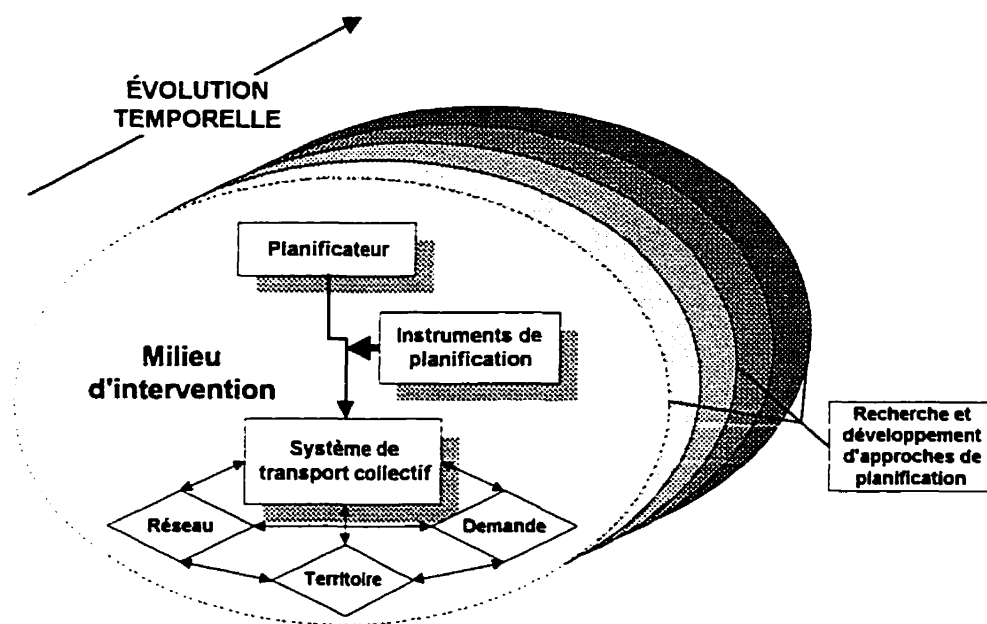 ÉVOLUTION
TEMPORELLE
Planificateur
Instruments de
planification
Milieu
d'intervention
Système de
transport collectif
Réseau
Demande
Territoire
Recherche et
développement
d'approches de
planification